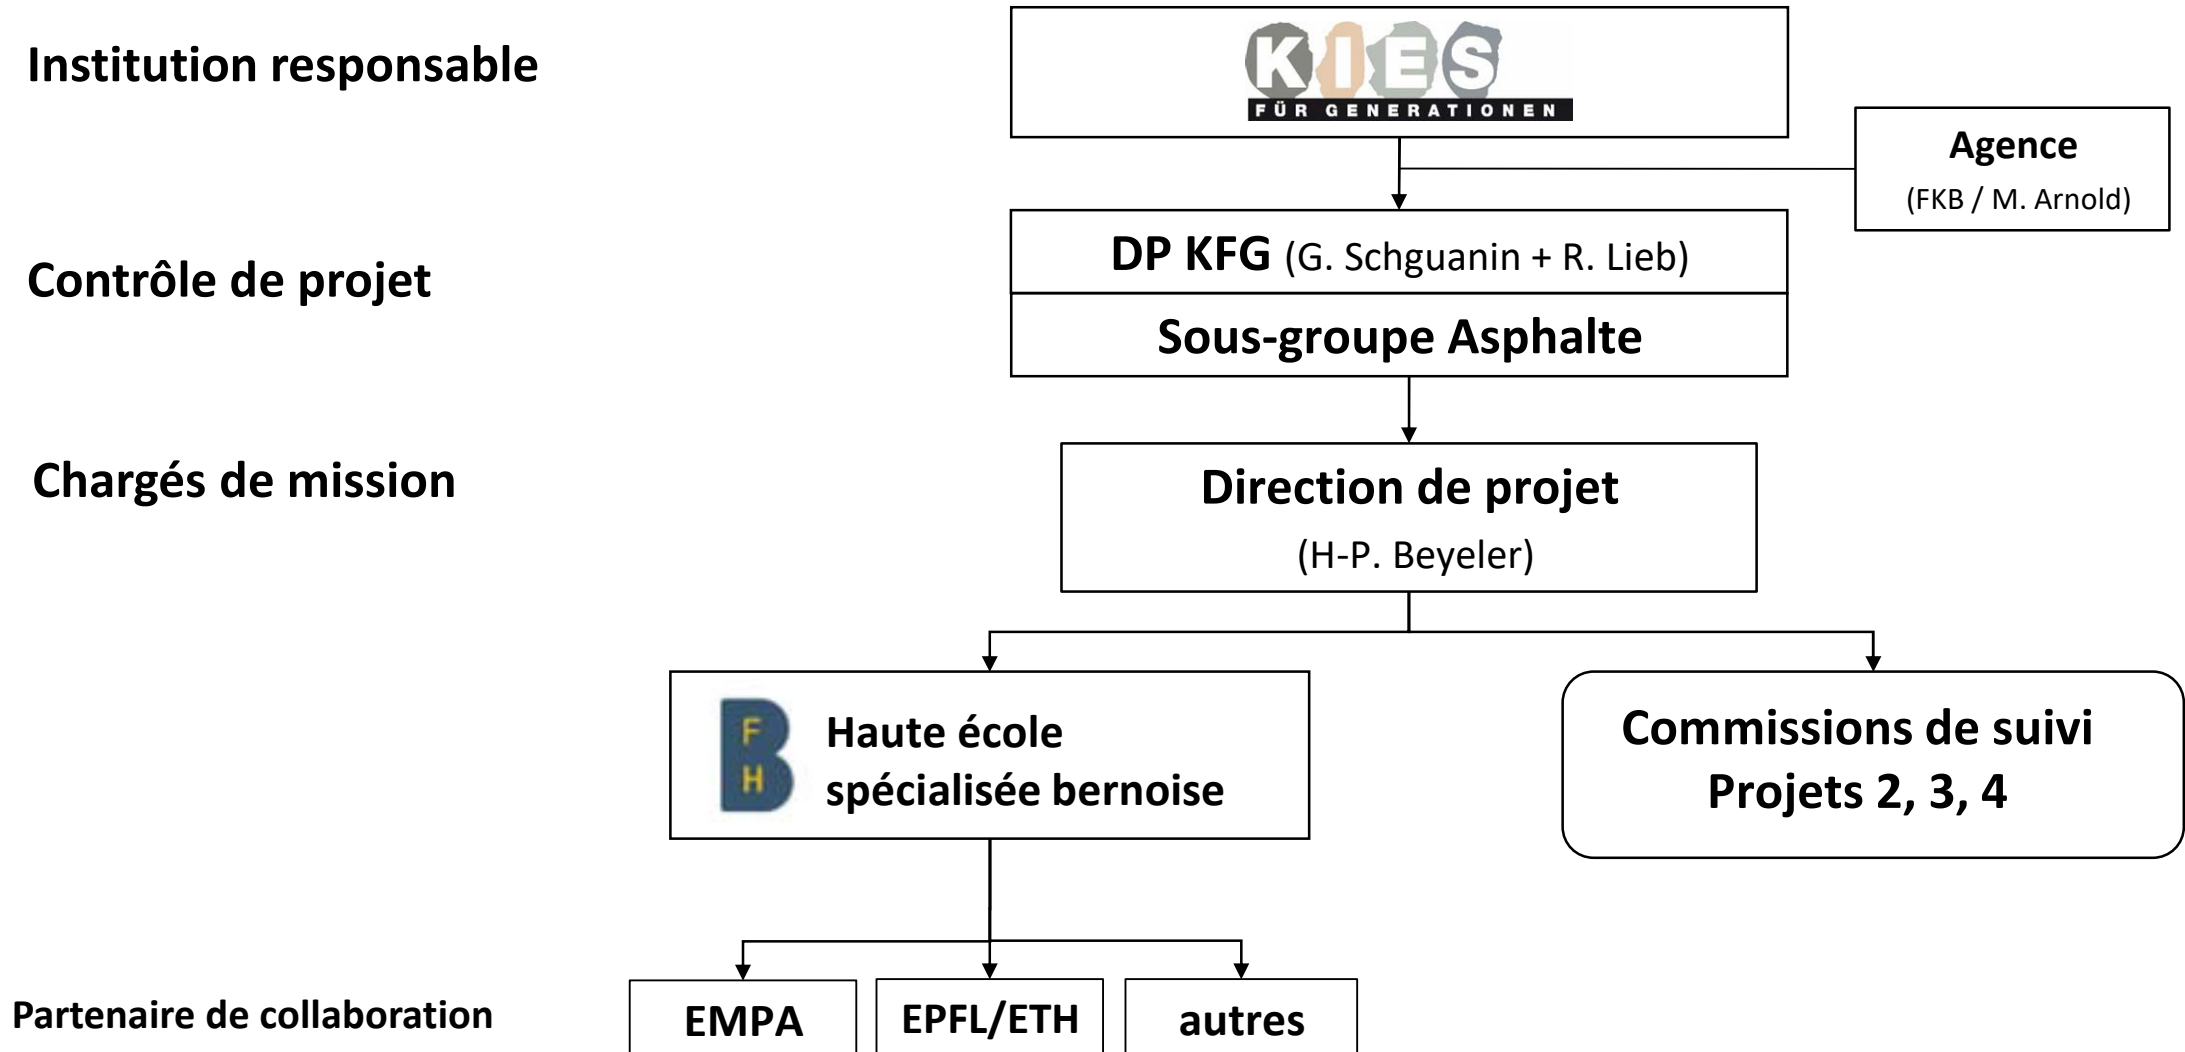 Institution responsable
KIES
FÜR GENERATIONEN
Agence
(FKB / M. Arnold)
Contrôle de projet
DP KFG (G. Schguanin + R. Lieb)
Sous-groupe Asphalte
Chargés de mission
Direction de projet
(H-P. Beyeler)
B
F
H
Haute école
spécialisée bernoise
Commissions de suivi
Projets 2, 3, 4
Partenaire de collaboration
EMPA
EPFL/ETH
autres